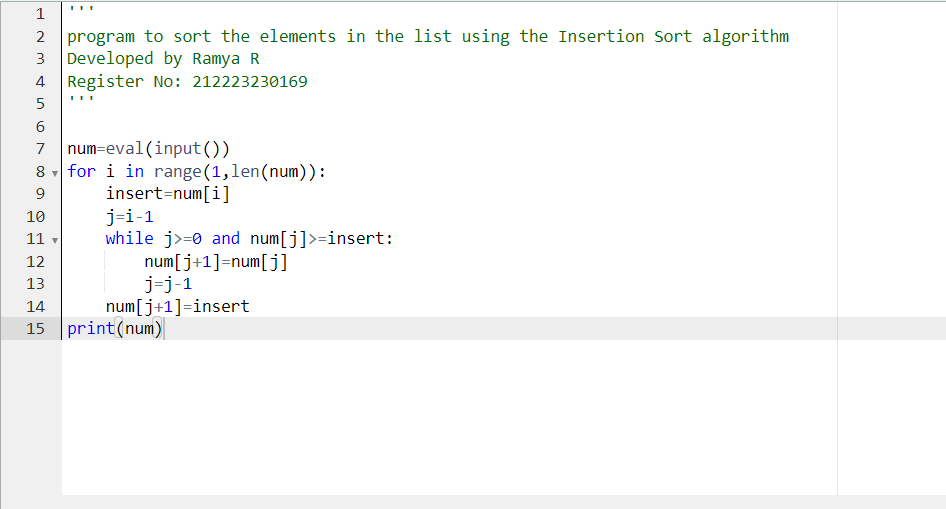 1 '''
2 program to sort the elements in the list using the Insertion Sort algorithm
3 Developed by Ramya R
4 Register No: 212223230169
5 '''
6
7 num=eval(input())
8 for i in range(1,len(num)):
9     insert=num[i]
10     j=i-1
11     while j>=0 and num[j]>=insert:
12         num[j+1]=num[j]
13         j=j-1
14     num[j+1]=insert
15 print(num)